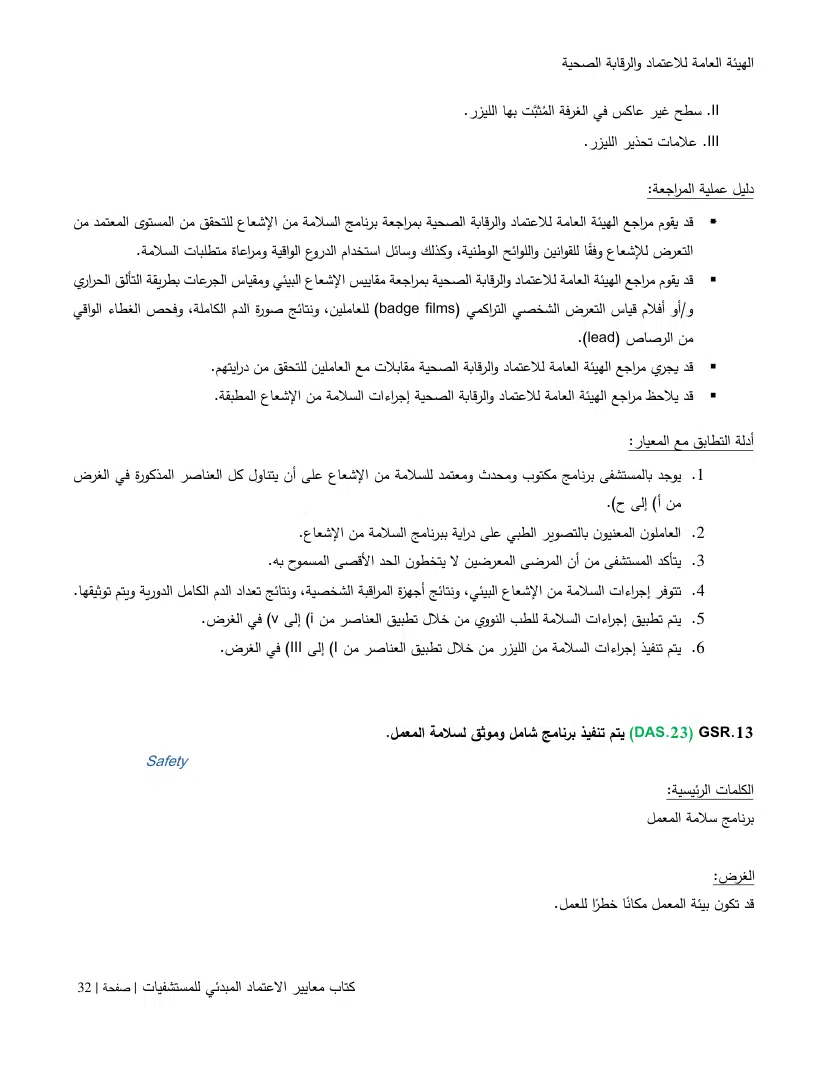 الهيئة العامة للاعتماد والرقابة الصحية
II. سطح غير عاكس في الغرفة المُثبَّت بها الليزر.
III. علامات تحذير الليزر.
دليل عملية المراجعة:
▪ قد يقوم مراجع الهيئة العامة للاعتماد والرقابة الصحية بمراجعة برنامج السلامة من الإشعاع للتحقق من المستوى المعتمد من
التعرض للإشعاع وفقًا للقوانين واللوائح الوطنية، وكذلك وسائل استخدام الدروع الواقية ومراعاة متطلبات السلامة.
▪ قد يقوم مراجع الهيئة العامة للاعتماد والرقابة الصحية بمراجعة مقاييس الإشعاع البيئي ومقياس الجرعات بطريقة التألق الحراري
و/أو أفلام قياس التعرض الشخصي التراكمي (badge films) للعاملين، ونتائج صورة الدم الكاملة، وفحص الغطاء الواقي
من الرصاص (lead).
▪ قد يجري مراجع الهيئة العامة للاعتماد والرقابة الصحية مقابلات مع العاملين للتحقق من درايتهم.
▪ قد يلاحظ مراجع الهيئة العامة للاعتماد والرقابة الصحية إجراءات السلامة من الإشعاع المطبقة.
أدلة التطابق مع المعيار:
1. يوجد بالمستشفى برنامج مكتوب ومحدث ومعتمد للسلامة من الإشعاع على أن يتناول كل العناصر المذكورة في الغرض
من أ) إلى ح).
2. العاملون المعنيون بالتصوير الطبي على دراية ببرنامج السلامة من الإشعاع.
3. يتأكد المستشفى من أن المرضى المعرضين لا يتخطون الحد الأقصى المسموح به.
4. تتوفر إجراءات السلامة من الإشعاع البيئي، ونتائج أجهزة المراقبة الشخصية، ونتائج تعداد الدم الكامل الدورية ويتم توثيقها.
5. يتم تطبيق إجراءات السلامة للطب النووي من خلال تطبيق العناصر من i) إلى v) في الغرض.
6. يتم تنفيذ إجراءات السلامة من الليزر من خلال تطبيق العناصر من I) إلى III) في الغرض.
GSR.13 (DAS.23) يتم تنفيذ برنامج شامل وموثق لسلامة المعمل.
Safety
الكلمات الرئيسية:
برنامج سلامة المعمل
الغرض:
قد تكون بيئة المعمل مكانًا خطرًا للعمل.
كتاب معايير الاعتماد المبدئي للمستشفيات | صفحة | 32